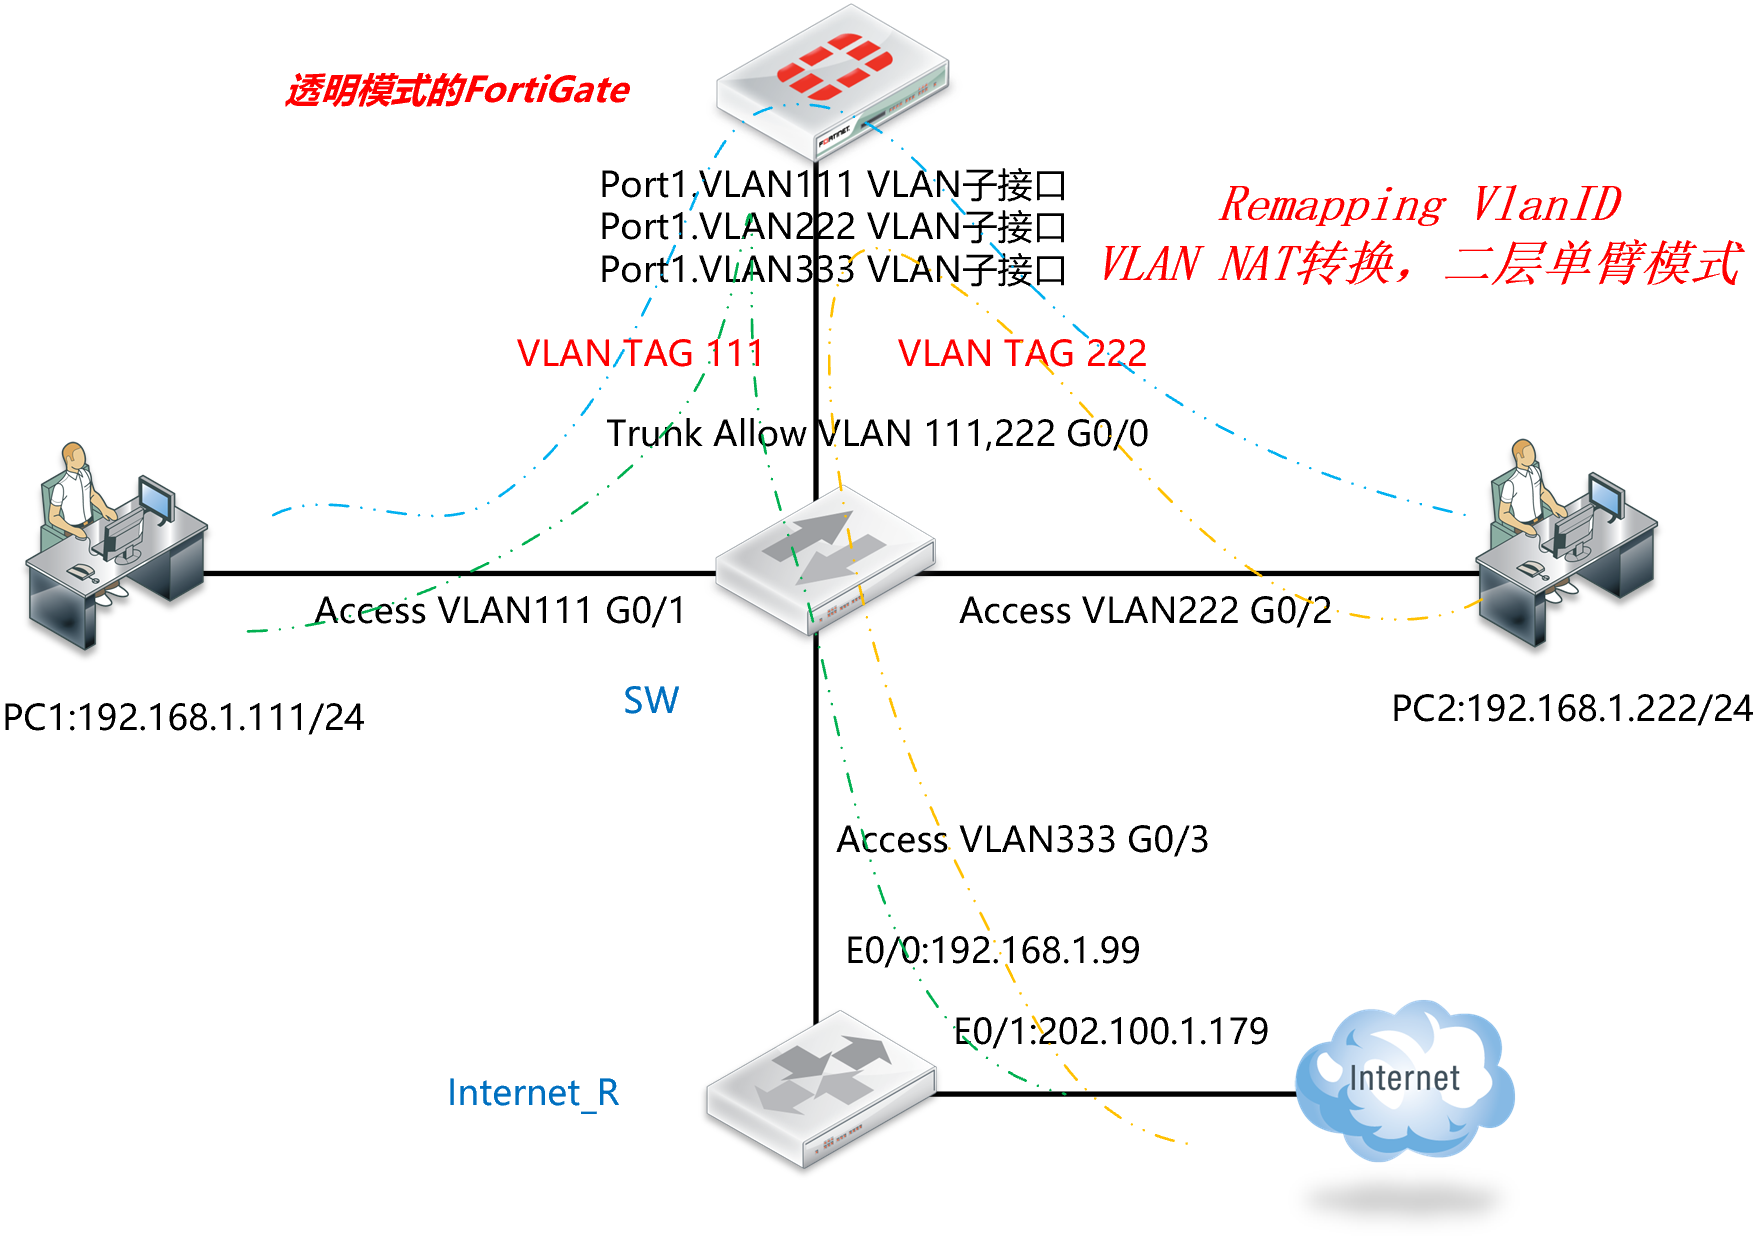 透明模式的FortiGate
FORTINET
Port1.VLAN111 VLAN子接口
Port1.VLAN222 VLAN子接口
Port1.VLAN333 VLAN子接口
Remapping VlanID
VLAN NAT转换，二层单臂模式
VLAN TAG 111
VLAN TAG 222
Trunk Allow VLAN 111,222 G0/0
Access VLAN111 G0/1
Access VLAN222 G0/2
SW
PC1:192.168.1.111/24
PC2:192.168.1.222/24
Access VLAN333 G0/3
E0/0:192.168.1.99
E0/1:202.100.1.179
Internet_R
Internet